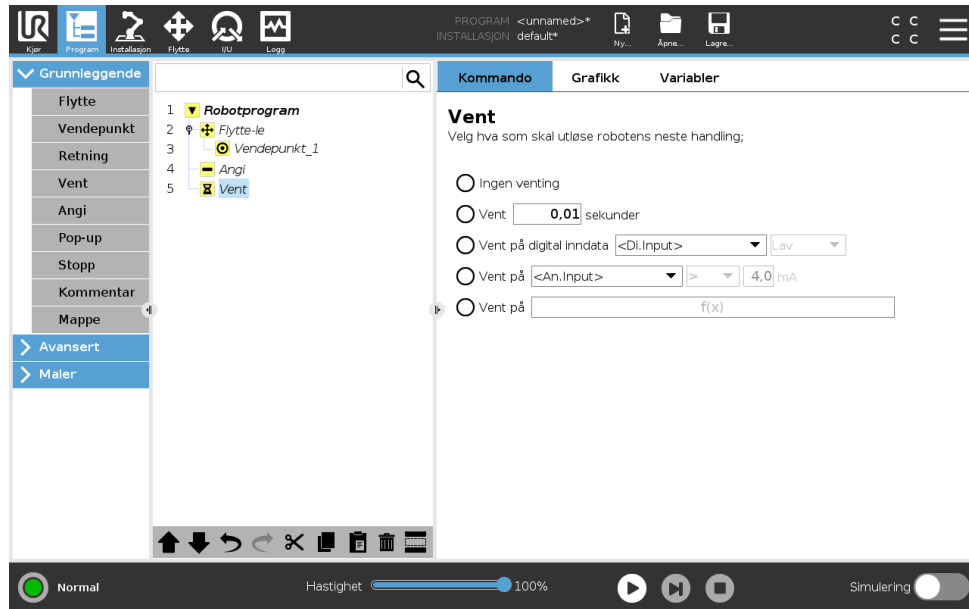 UR
PROGRAM <unnamed>*
INSTALLASJON default*
C C
C C
Kjør Program Installasjon Flytte I/U Logg Ny... Åpne... Lagre...
Grunnleggende
Flytte
Vendepunkt
Retning
Vent
Angi
Pop-up
Stopp
Kommentar
Mappe
Avansert
Maler
1 Robotprogram
2 Flytte-le
3 Vendepunkt_1
4 Angi
5 Vent
Kommando Grafikk Variabler
Vent
Velg hva som skal utløse robotens neste handling;
Ingen venting
Vent 0,01 sekunder
Vent på digital inndata <Di.Input> Lav
Vent på <An.Input> > 4,0 mA
Vent på f(x)
Normal Hastighet 100% Simulering